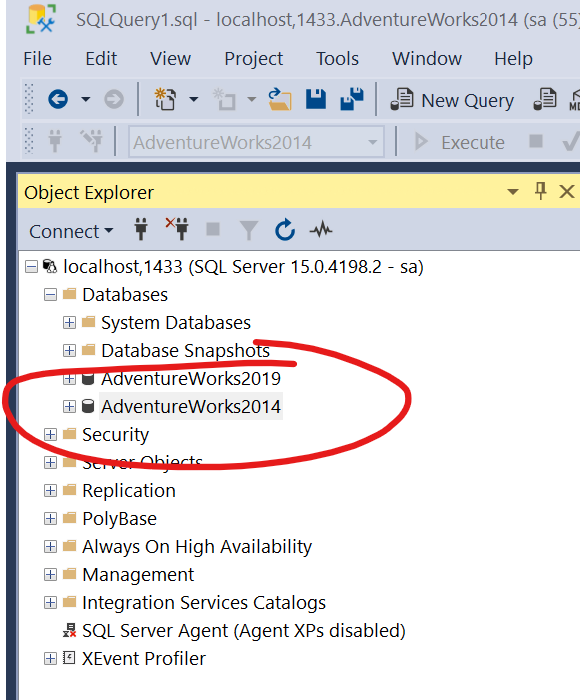 SQLQuery1.sql - localhost,1433.AdventureWorks2014 (sa (55)
File Edit View Project Tools Window Help
New Query
AdventureWorks2014 Execute
Object Explorer
Connect
localhost,1433 (SQL Server 15.0.4198.2 - sa)
Databases
System Databases
Database Snapshots
AdventureWorks2019
AdventureWorks2014
Security
Server Objects
Replication
PolyBase
Always On High Availability
Management
Integration Services Catalogs
SQL Server Agent (Agent XPs disabled)
XEvent Profiler